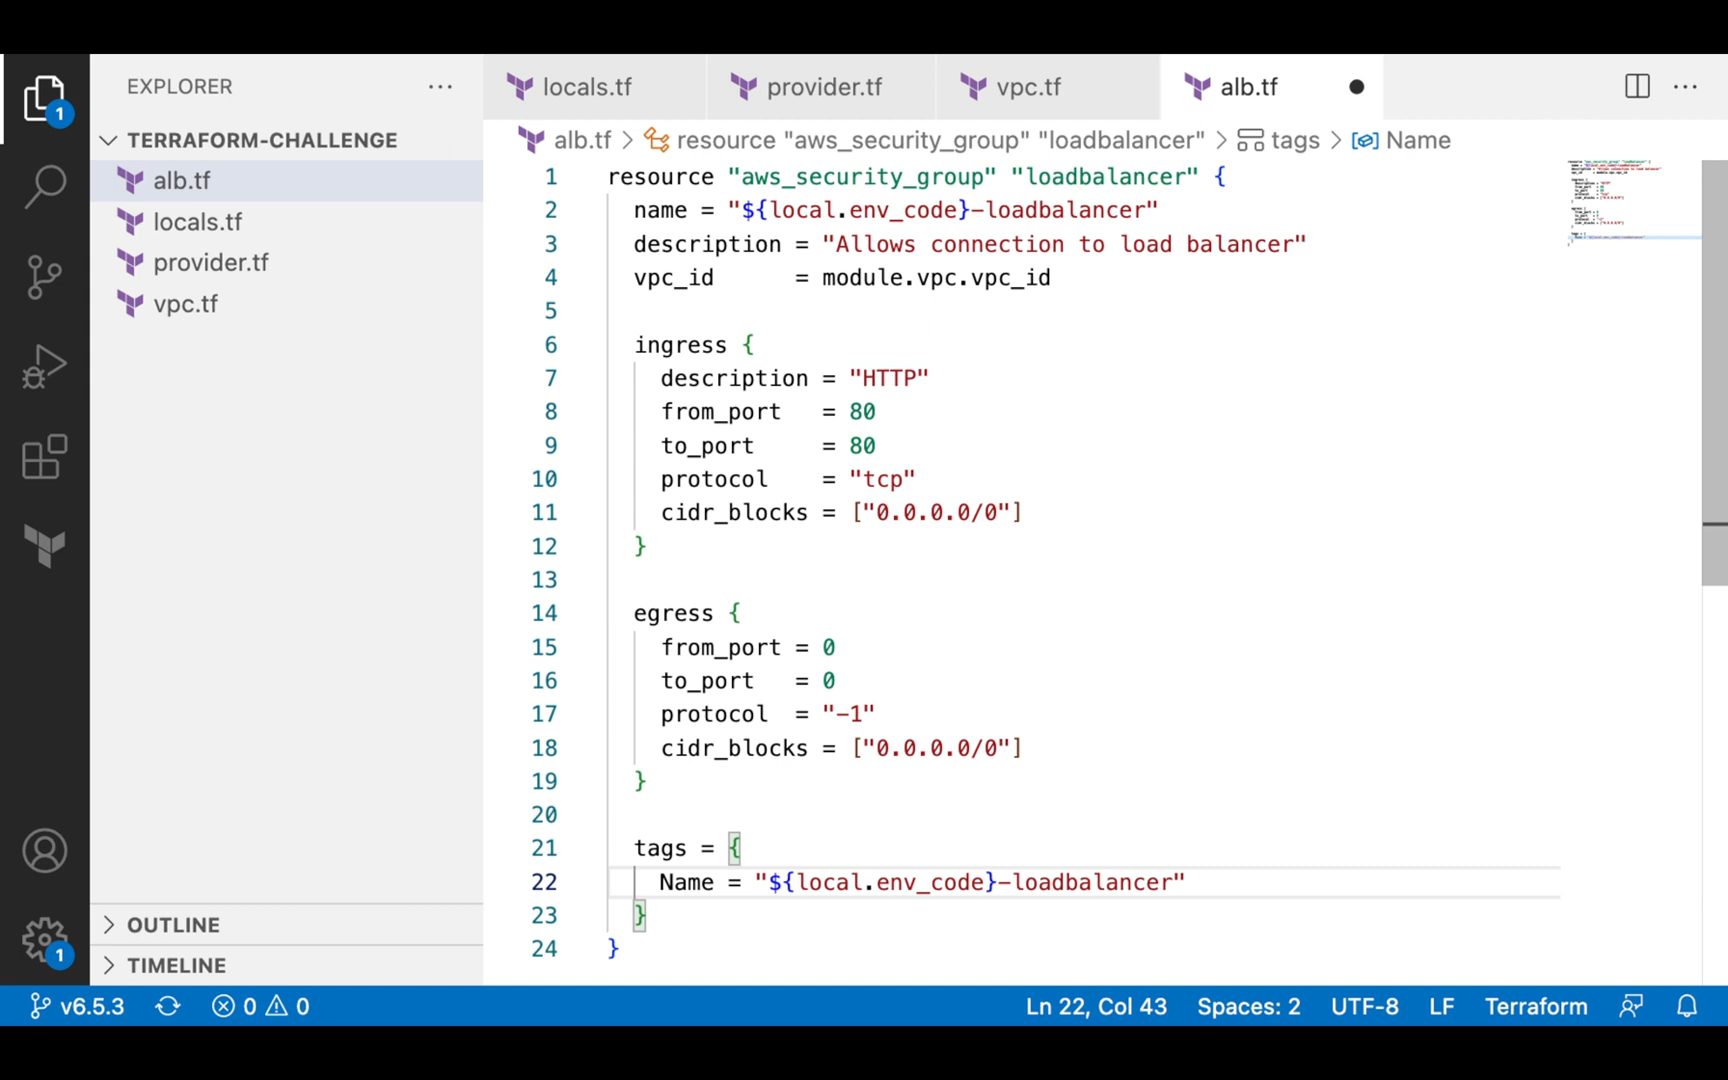 EXPLORER
TERRAFORM-CHALLENGE
alb.tf
locals.tf
provider.tf
vpc.tf
OUTLINE
TIMELINE
1
1
locals.tf provider.tf vpc.tf alb.tf
alb.tf > resource "aws_security_group" "loadbalancer" > tags > Name
1 resource "aws_security_group" "loadbalancer" {
2 name = "${local.env_code}-loadbalancer"
3 description = "Allows connection to load balancer"
4 vpc_id = module.vpc.vpc_id
5
6 ingress {
7 description = "HTTP"
8 from_port = 80
9 to_port = 80
10 protocol = "tcp"
11 cidr_blocks = ["0.0.0.0/0"]
12 }
13
14 egress {
15 from_port = 0
16 to_port = 0
17 protocol = "-1"
18 cidr_blocks = ["0.0.0.0/0"]
19 }
20
21 tags = {
22 Name = "${local.env_code}-loadbalancer"
23 }
24 }
v6.5.3 0 0 Ln 22, Col 43 Spaces: 2 UTF-8 LF Terraform